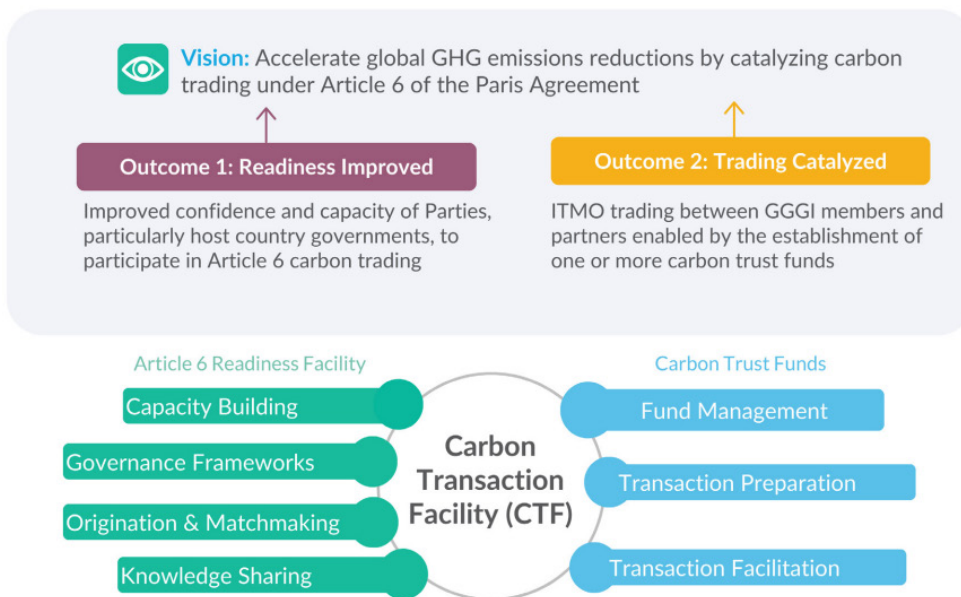 Vision: Accelerate global GHG emissions reductions by catalyzing carbon
trading under Article 6 of the Paris Agreement
Outcome 1: Readiness Improved
Improved confidence and capacity of Parties,
particularly host country governments, to
participate in Article 6 carbon trading
Outcome 2: Trading Catalyzed
ITMO trading between GGGI members and
partners enabled by the establishment of
one or more carbon trust funds
Article 6 Readiness Facility
Capacity Building
Governance Frameworks
Origination & Matchmaking
Knowledge Sharing
Carbon
Transaction
Facility (CTF)
Carbon Trust Funds
Fund Management
Transaction Preparation
Transaction Facilitation